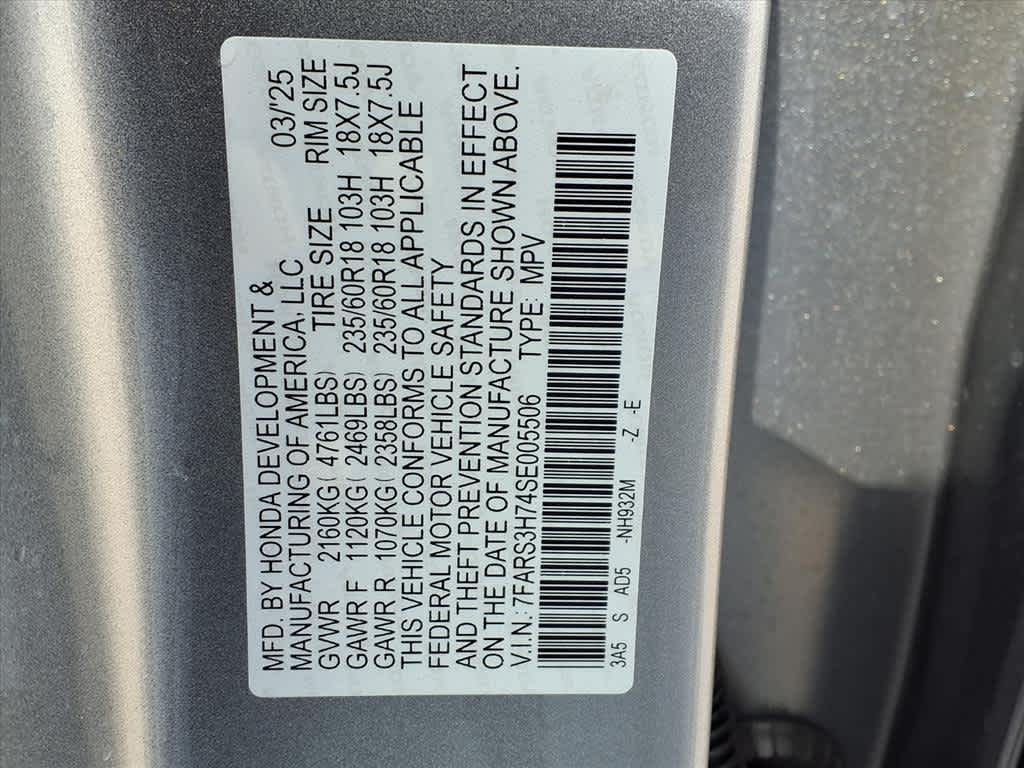 MFD. BY HONDA DEVELOPMENT &
MANUFACTURING OF AMERICA, LLC 03/'25
GVWR 2160KG( 4761LBS) TIRE SIZE RIM SIZE
GAWR F 1120KG( 2469LBS) 235/60R18 103H 18X7.5J
GAWR R 1070KG( 2358LBS) 235/60R18 103H 18X7.5J
THIS VEHICLE CONFORMS TO ALL APPLICABLE
FEDERAL MOTOR VEHICLE SAFETY
AND THEFT PREVENTION STANDARDS IN EFFECT
ON THE DATE OF MANUFACTURE SHOWN ABOVE.
V.I.N.: 7FARS3H74SE005506 TYPE: MPV
3A5 S AD5 -NH932M -Z -E